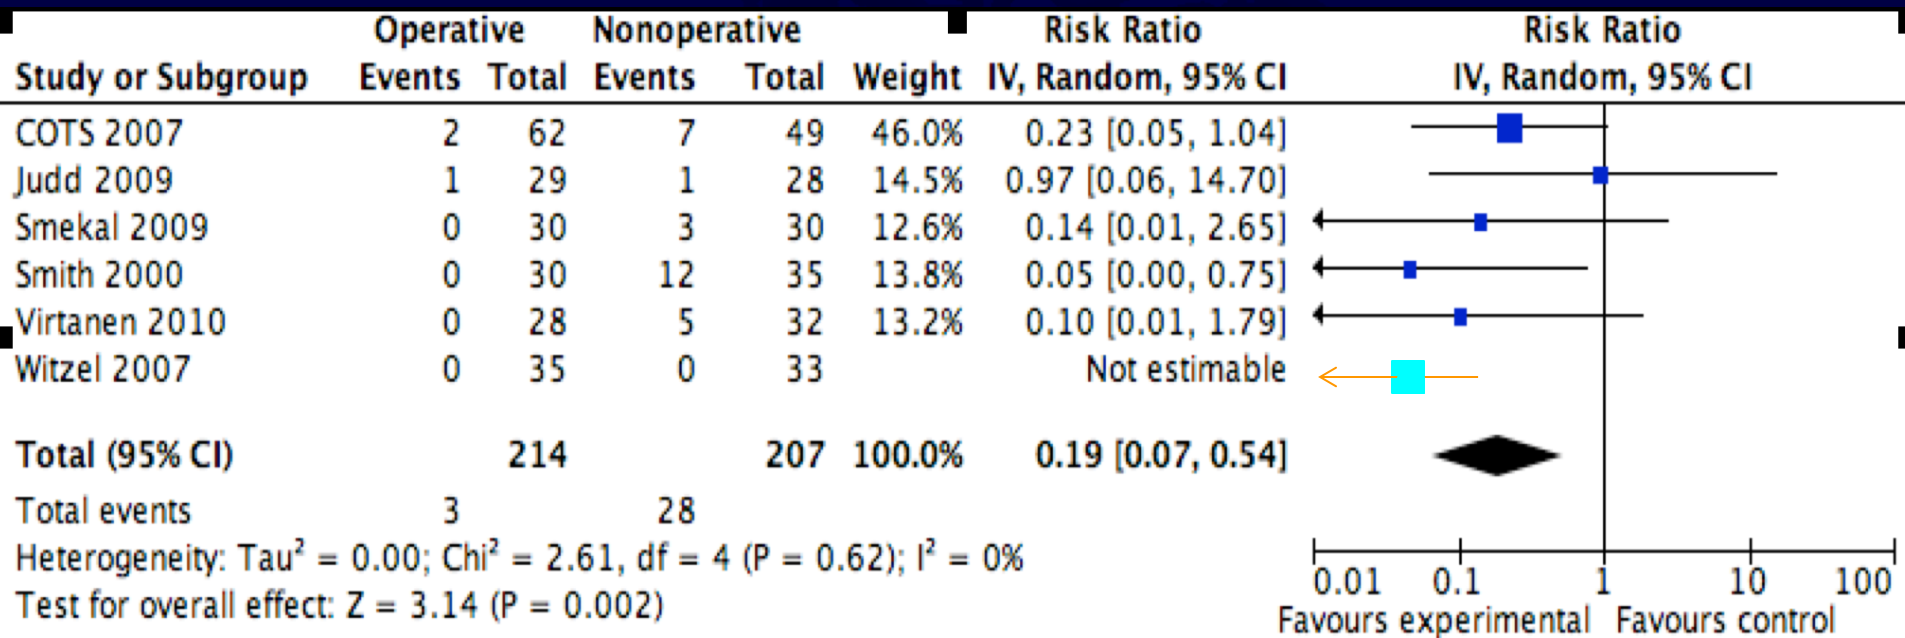 Operative Nonoperative Risk Ratio Risk Ratio
Study or Subgroup Events Total Events Total Weight IV, Random, 95% CI IV, Random, 95% CI
COTS 2007 2 62 7 49 46.0% 0.23 [0.05, 1.04]
Judd 2009 1 29 1 28 14.5% 0.97 [0.06, 14.70]
Smekal 2009 0 30 3 30 12.6% 0.14 [0.01, 2.65]
Smith 2000 0 30 12 35 13.8% 0.05 [0.00, 0.75]
Virtanen 2010 0 28 5 32 13.2% 0.10 [0.01, 1.79]
Witzel 2007 0 35 0 33 Not estimable
Total (95% CI) 214 207 100.0% 0.19 [0.07, 0.54]
Total events 3 28
Heterogeneity: Tau² = 0.00; Chi² = 2.61, df = 4 (P = 0.62); I² = 0%
Test for overall effect: Z = 3.14 (P = 0.002)
0.01 0.1 1 10 100
Favours experimental Favours control